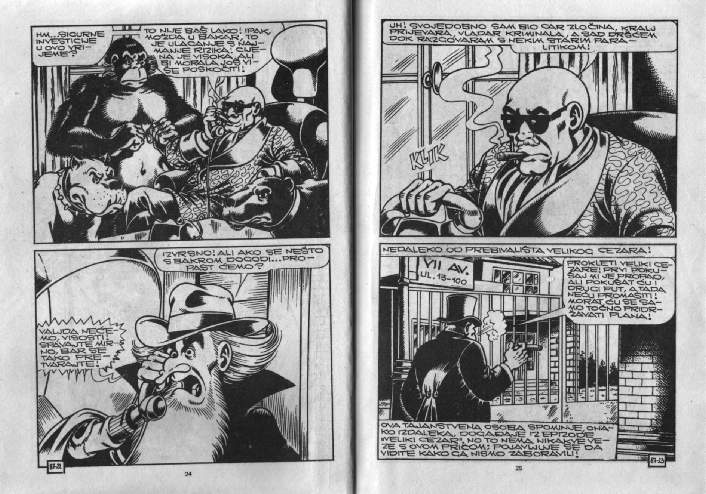 HM... SIGURNE
INVESTICIJE
U OVO VRI-
JEME?
TO NIJE BAŠ LAKO! IPAK,
MOŽDA U BAKAR, TO
JE ULAGANJE S NAJ-
MANJE RIZIKA, CIJE-
NA JE VISOKA, ALI
BI MORALA JOŠ VI-
ŠE POSKOČITI!
IZVRSNO! ALI AKO SE NEŠTO
S BAKROM DOGODI... PRO-
PAST ĆEMO?
VALJDA NEĆE-
MO, VISOSTI.
SPAVAJTE MIR-
NO, BAR SE
TAKO PRE-
TVARAJTE!
24
UH! SVOJEDOBNO SAM BIO CAR ZLOČINA, KRALJ
PRIJEVARA, VLADAR KRIMINALA, A SAD DRŠĆEM
DOK RAZGOVARAM S NEKIM STARIM PARA-
LITIKOM!
KLIK
NEDALEKO OD PREBIVALIŠTA VELIKOG CEZARA!
VII AV.
UL. 13-100
PROKLETI VELIKI CE-
ZARE! PRVI POKU-
ŠAJ MI JE PROPAO,
ALI POKUŠAT ĆU I
DRUGI PUT, A TADA
NEĆU PROMAŠITI!
MORAT ĆU SE SA-
MO TOČNO PRIDR-
ŽAVATI PLANA!
OVA TAJANSTVENA OSOBA SPOMINJE, ONA-
KO IZDALEKA, DOGAĐAJE IZ EPIZODE
"VELIKI CEZAR", NO TO NEMA NIKAKVE VE-
ZE S OVOM PRIČOM! POJAVLJUJE SE DA
VIDITE KAKO GA NISMO ZABORAVILI!
25